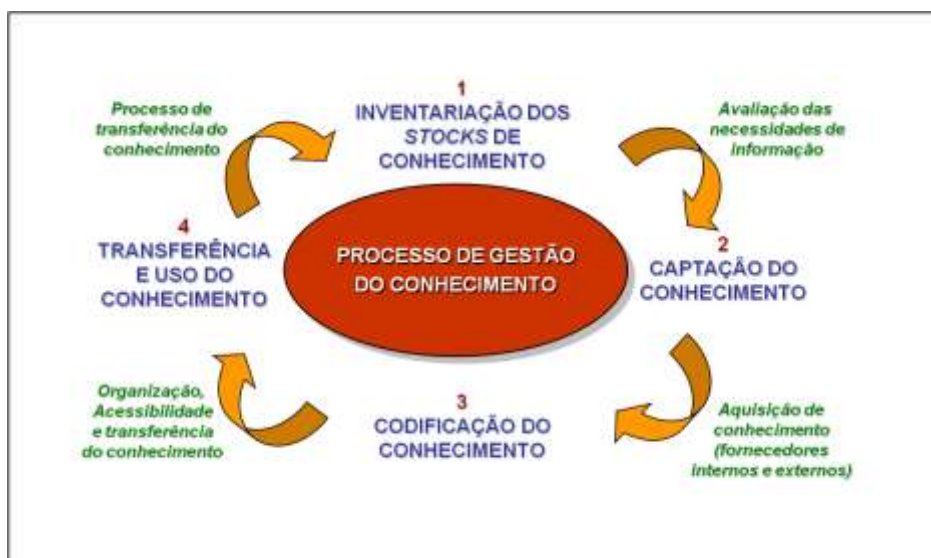 1
INVENTARIAÇÃO DOS
STOCKS DE
CONHECIMENTO
Avaliação das
necessidades de
informação
2
CAPTAÇÃO DO
CONHECIMENTO
Aquisição de
conhecimento
(fornecedores
internos e externos)
3
CODIFICAÇÃO DO
CONHECIMENTO
Organização,
Acessibilidade
e transferência
do conhecimento
4
TRANSFERÊNCIA
E USO DO
CONHECIMENTO
Processo de
transferência do
conhecimento
PROCESSO DE GESTÃO
DO CONHECIMENTO